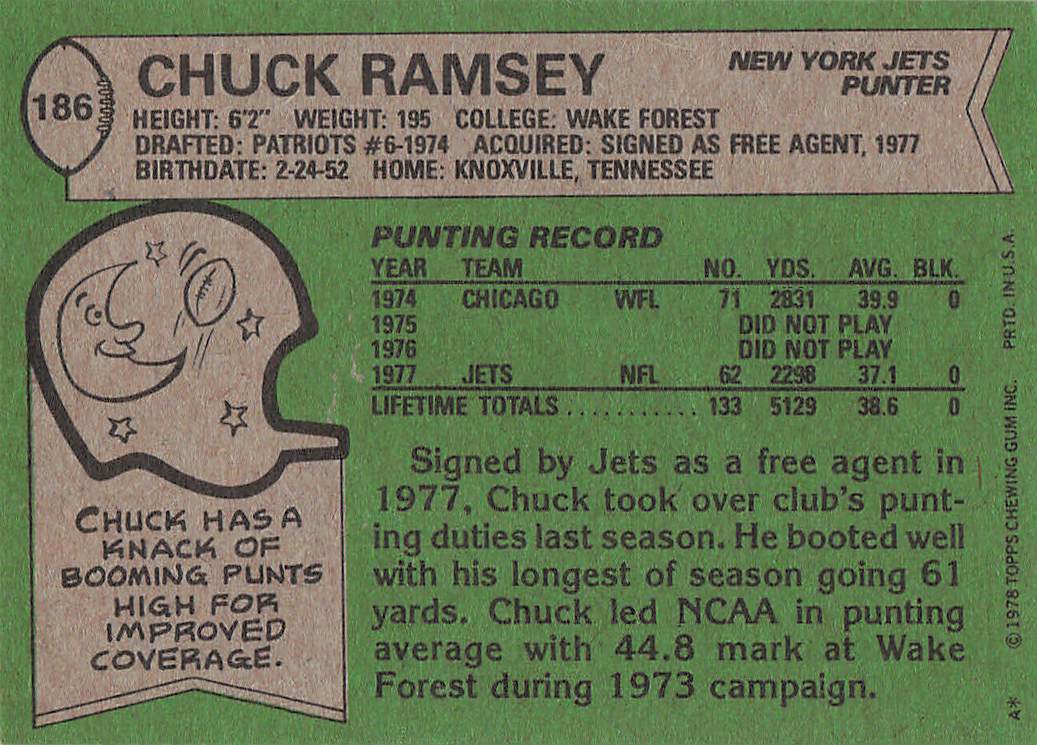 186
CHUCK RAMSEY
NEW YORK JETS
PUNTER
HEIGHT: 6'2" WEIGHT: 195 COLLEGE: WAKE FOREST
DRAFTED: PATRIOTS #6-1974 ACQUIRED: SIGNED AS FREE AGENT, 1977
BIRTHDATE: 2-24-52 HOME: KNOXVILLE, TENNESSEE
PUNTING RECORD
YEAR TEAM NO. YDS. AVG. BLK.
1974 CHICAGO WFL 71 2831 39.9 0
1975 DID NOT PLAY
1976 DID NOT PLAY
1977 JETS NFL 62 2298 37.1 0
LIFETIME TOTALS ........... 133 5129 38.6 0
CHUCK HAS A
KNACK OF
BOOMING PUNTS
HIGH FOR
IMPROVED
COVERAGE.
Signed by Jets as a free agent in
1977, Chuck took over club's punt-
ing duties last season. He booted well
with his longest of season going 61
yards. Chuck led NCAA in punting
average with 44.8 mark at Wake
Forest during 1973 campaign.
A* © 1978 TOPPS CHEWING GUM INC. PRTD. IN U.S.A.